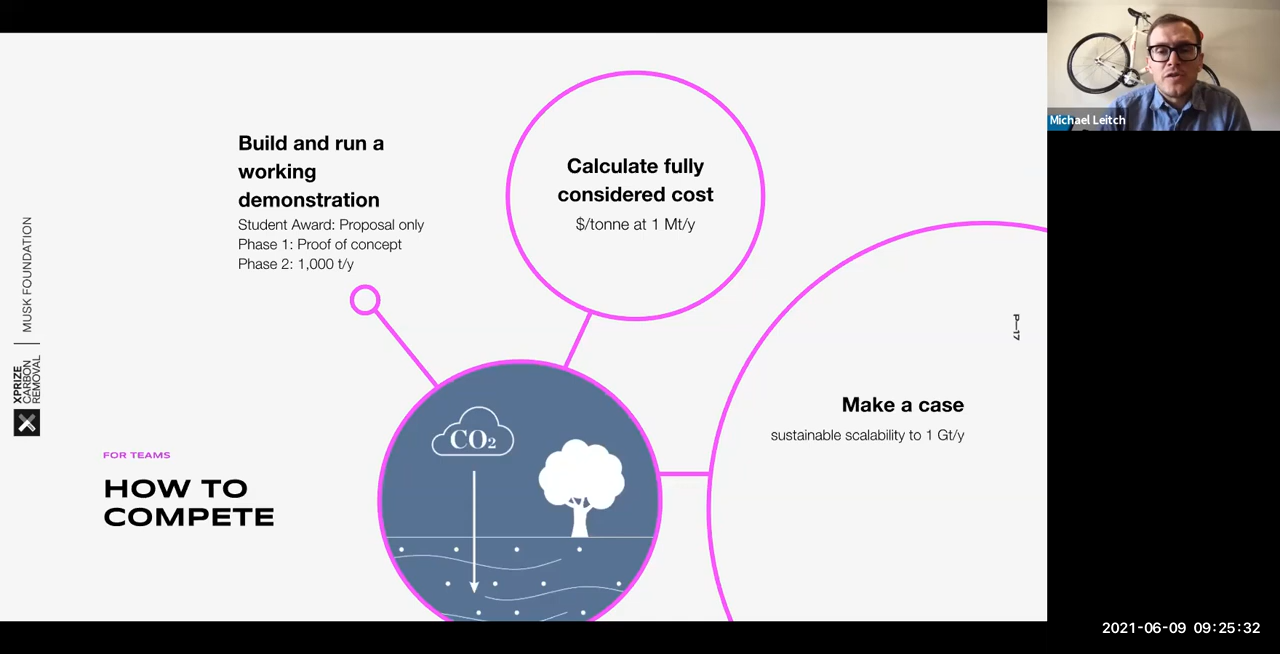 Build and run a
working
demonstration
Student Award: Proposal only
Phase 1: Proof of concept
Phase 2: 1,000 t/y
Calculate fully
considered cost
$/tonne at 1 Mt/y
Make a case
sustainable scalability to 1 Gt/y
CO₂
FOR TEAMS
HOW TO
COMPETE
XPRIZE
CARBON
REMOVAL
MUSK FOUNDATION
P—17
Michael Leitch
2021-06-09 09:25:32